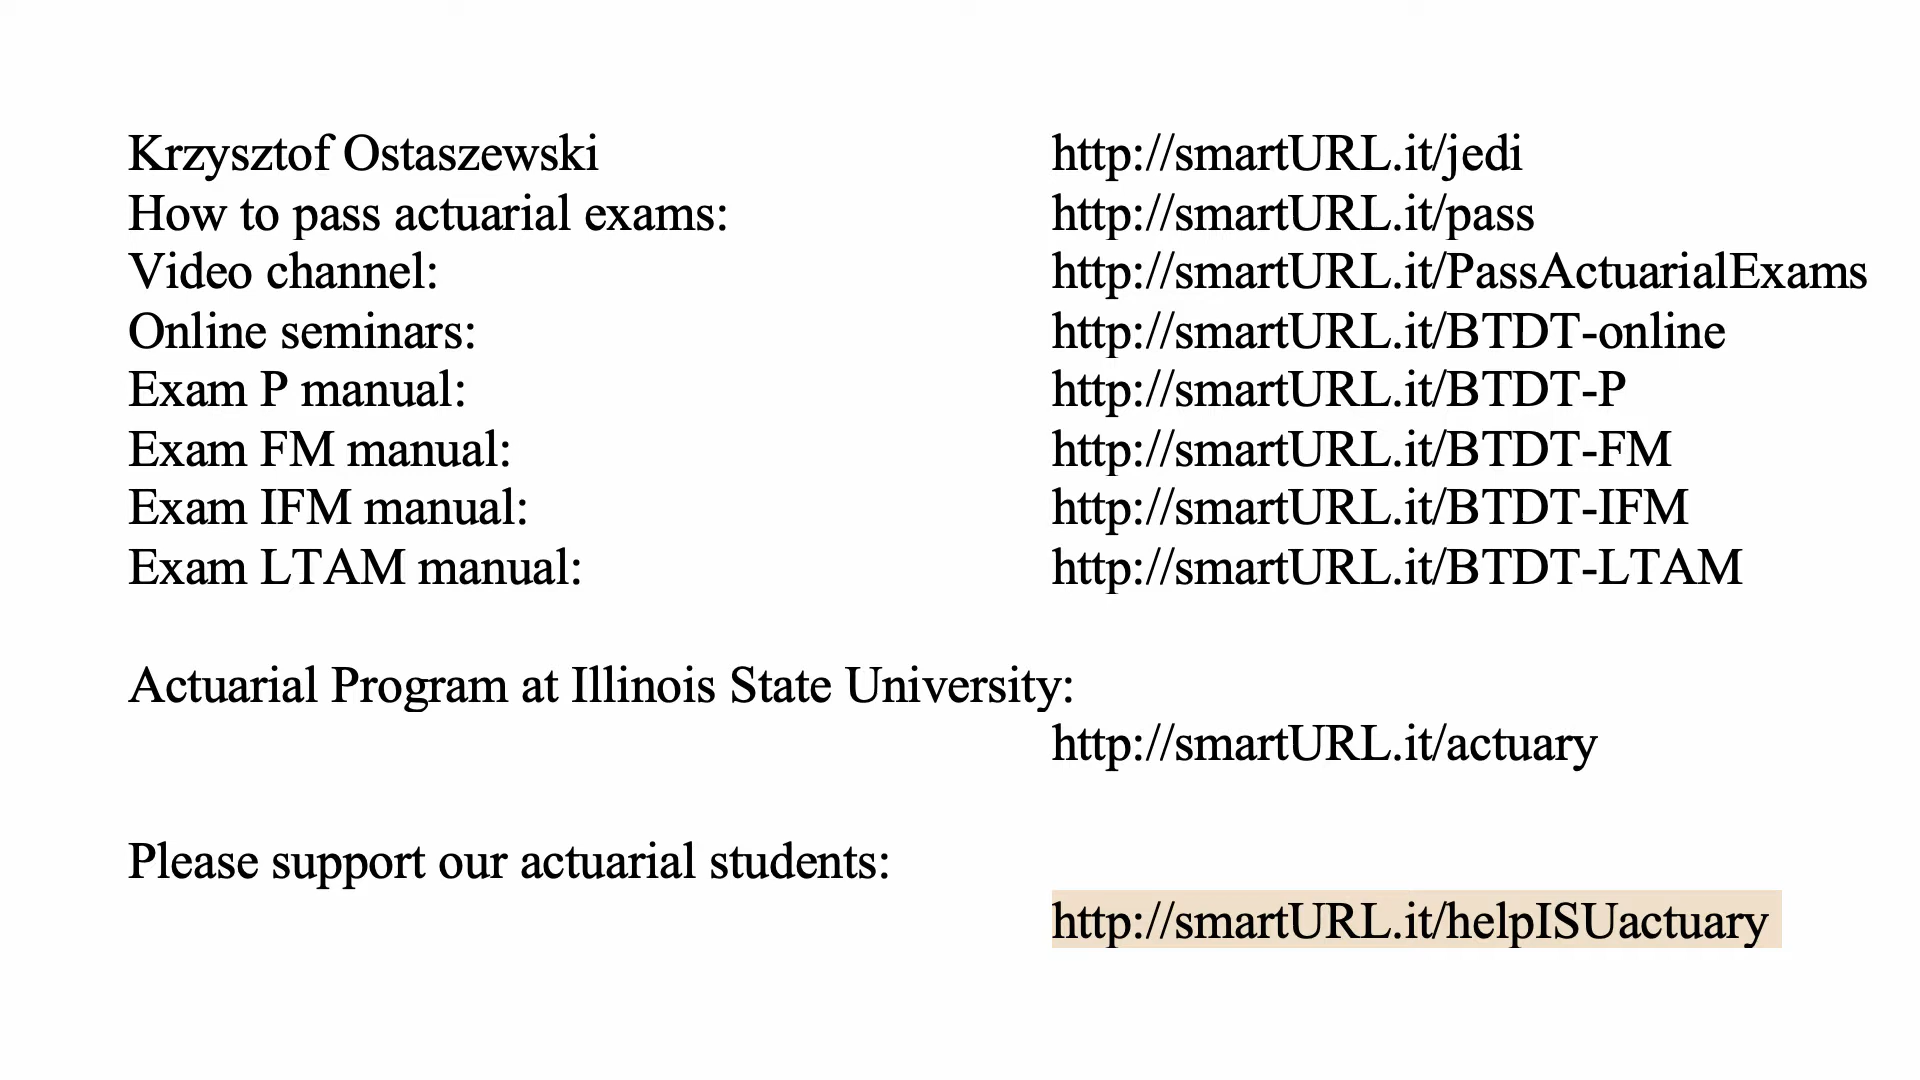 Krzysztof Ostaszewski http://smartURL.it/jedi
How to pass actuarial exams: http://smartURL.it/pass
Video channel: http://smartURL.it/PassActuarialExams
Online seminars: http://smartURL.it/BTDT-online
Exam P manual: http://smartURL.it/BTDT-P
Exam FM manual: http://smartURL.it/BTDT-FM
Exam IFM manual: http://smartURL.it/BTDT-IFM
Exam LTAM manual: http://smartURL.it/BTDT-LTAM
Actuarial Program at Illinois State University:
http://smartURL.it/actuary
Please support our actuarial students:
http://smartURL.it/helpISUactuary